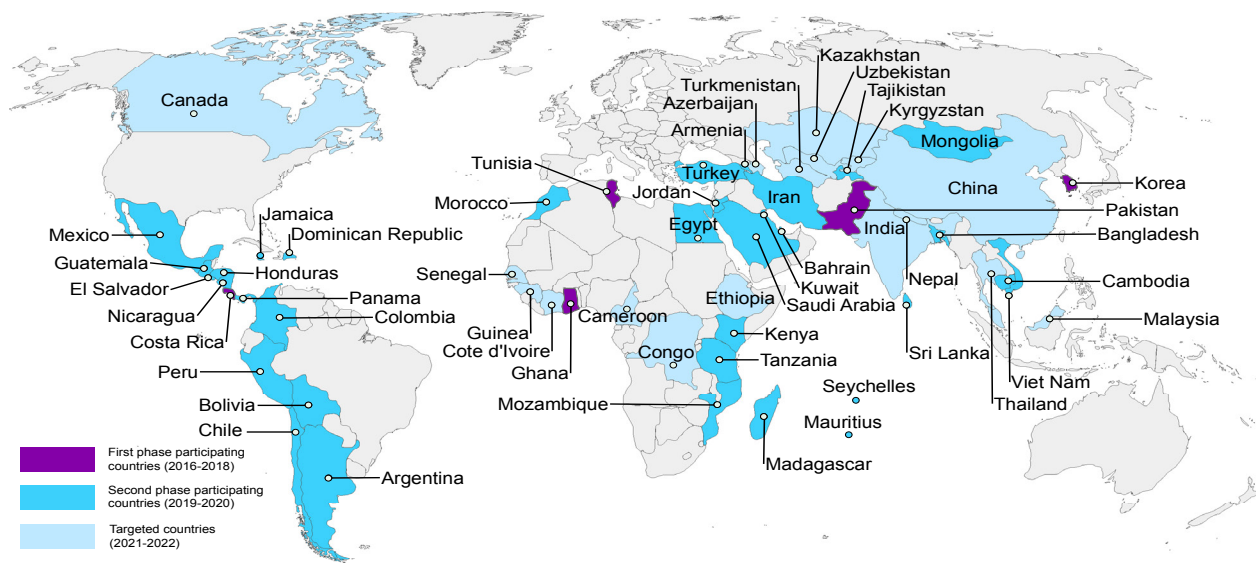 Kazakhstan
Uzbekistan
Turkmenistan
Tajikistan
Azerbaijan
Kyrgyzstan
Canada
Armenia
Mongolia
Tunisia
Turkey
Jordan
Iran
China
Korea
Morocco
Pakistan
Jamaica
Egypt
India
Bangladesh
Mexico
Dominican Republic
Guatemala
Honduras
Senegal
Bahrain
Nepal
Cambodia
El Salvador
Kuwait
Panama
Ethiopia
Saudi Arabia
Nicaragua
Colombia
Guinea
Cameroon
Malaysia
Costa Rica
Cote d'Ivoire
Kenya
Sri Lanka
Congo
Tanzania
Ghana
Peru
Viet Nam
Seychelles
Thailand
Bolivia
Mozambique
Mauritius
Chile
Madagascar
First phase participating
countries (2016-2018)
Argentina
Second phase participating
countries (2019-2020)
Targeted countries
(2021-2022)